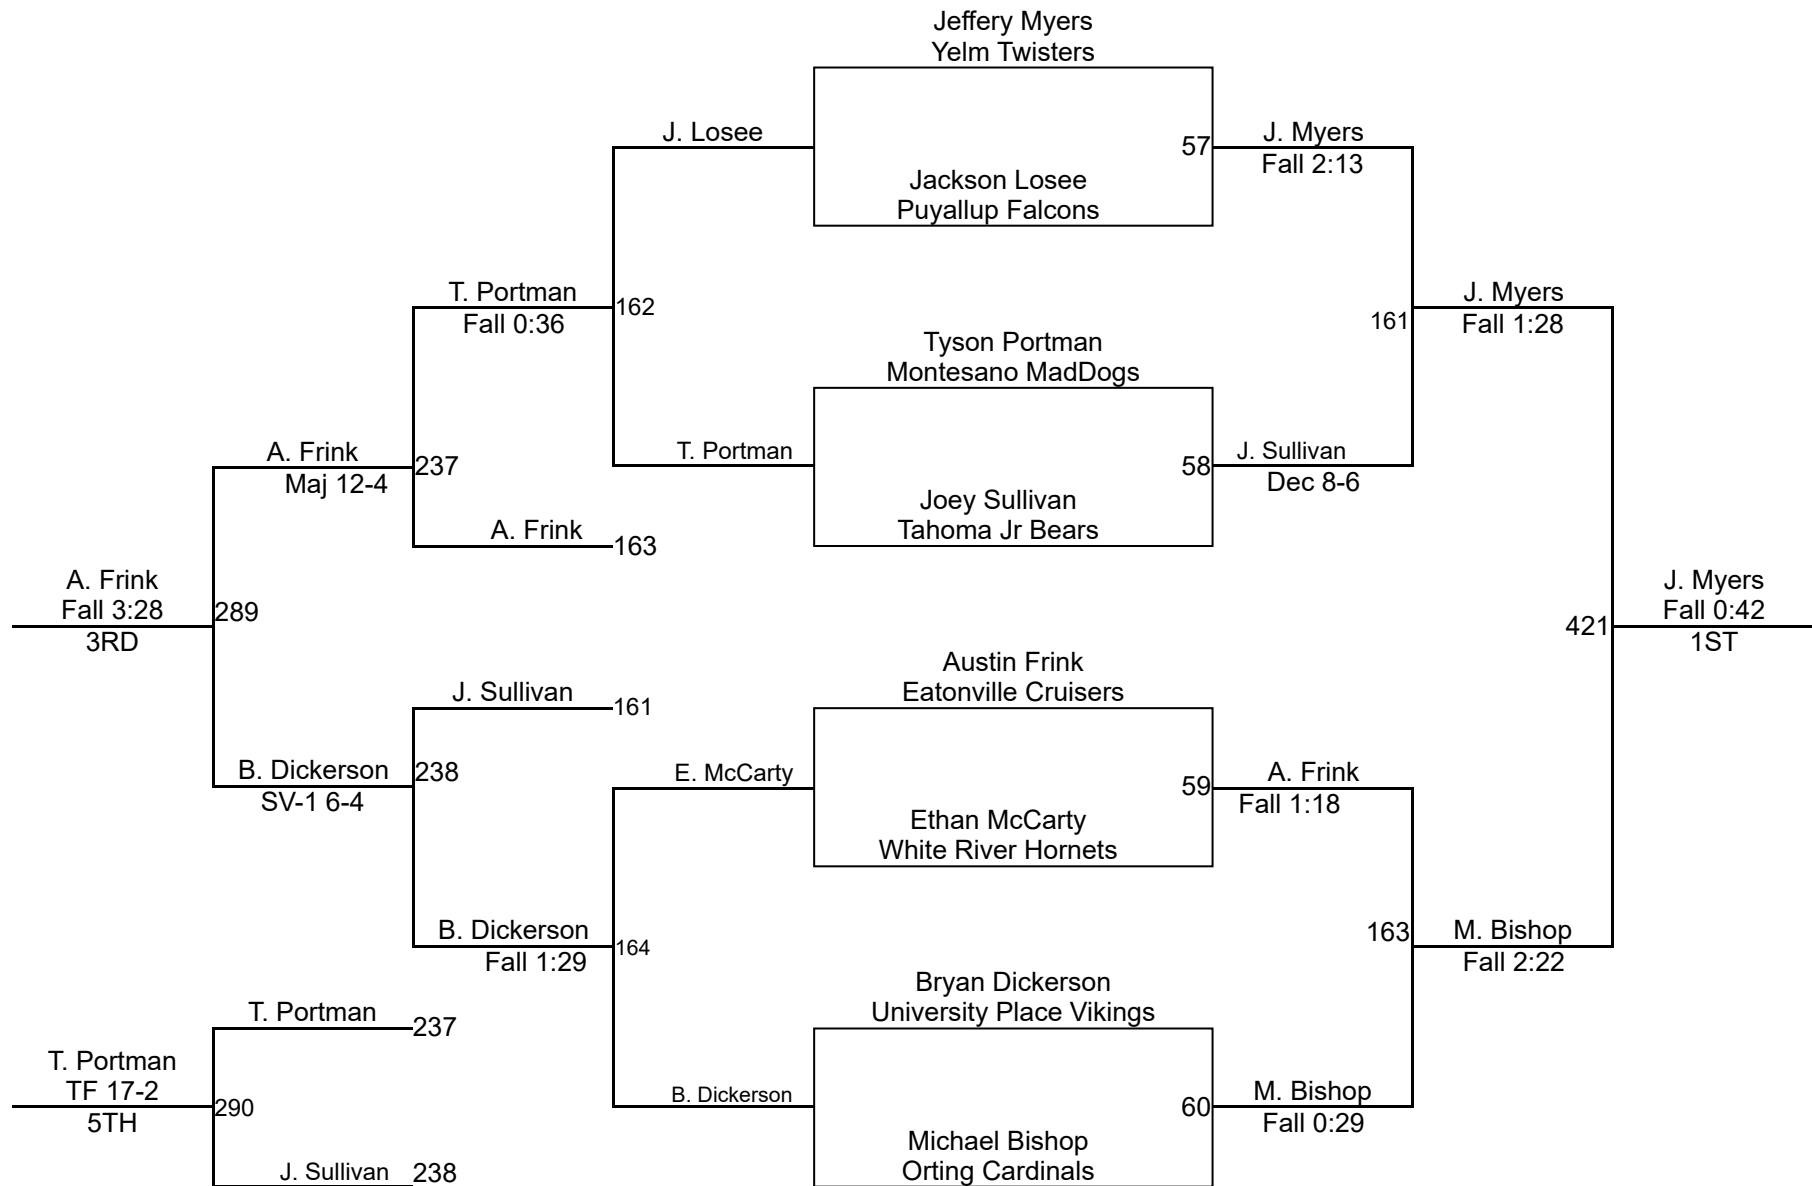 Jeffery Myers
Yelm Twisters
J. Losee
57
J. Myers
Fall 2:13
Jackson Losee
Puyallup Falcons
T. Portman
Fall 0:36
162
161
J. Myers
Fall 1:28
Tyson Portman
Montesano MadDogs
A. Frink
Maj 12-4
237
T. Portman
58
J. Sullivan
Dec 8-6
Joey Sullivan
Tahoma Jr Bears
A. Frink
163
A. Frink
Fall 3:28
3RD
289
421
J. Myers
Fall 0:42
1ST
Austin Frink
Eatonville Cruisers
J. Sullivan
161
B. Dickerson
SV-1 6-4
238
E. McCarty
59
A. Frink
Fall 1:18
Ethan McCarty
White River Hornets
B. Dickerson
Fall 1:29
164
163
M. Bishop
Fall 2:22
Bryan Dickerson
University Place Vikings
T. Portman
237
T. Portman
TF 17-2
5TH
290
B. Dickerson
60
M. Bishop
Fall 0:29
Michael Bishop
Orting Cardinals
J. Sullivan
238